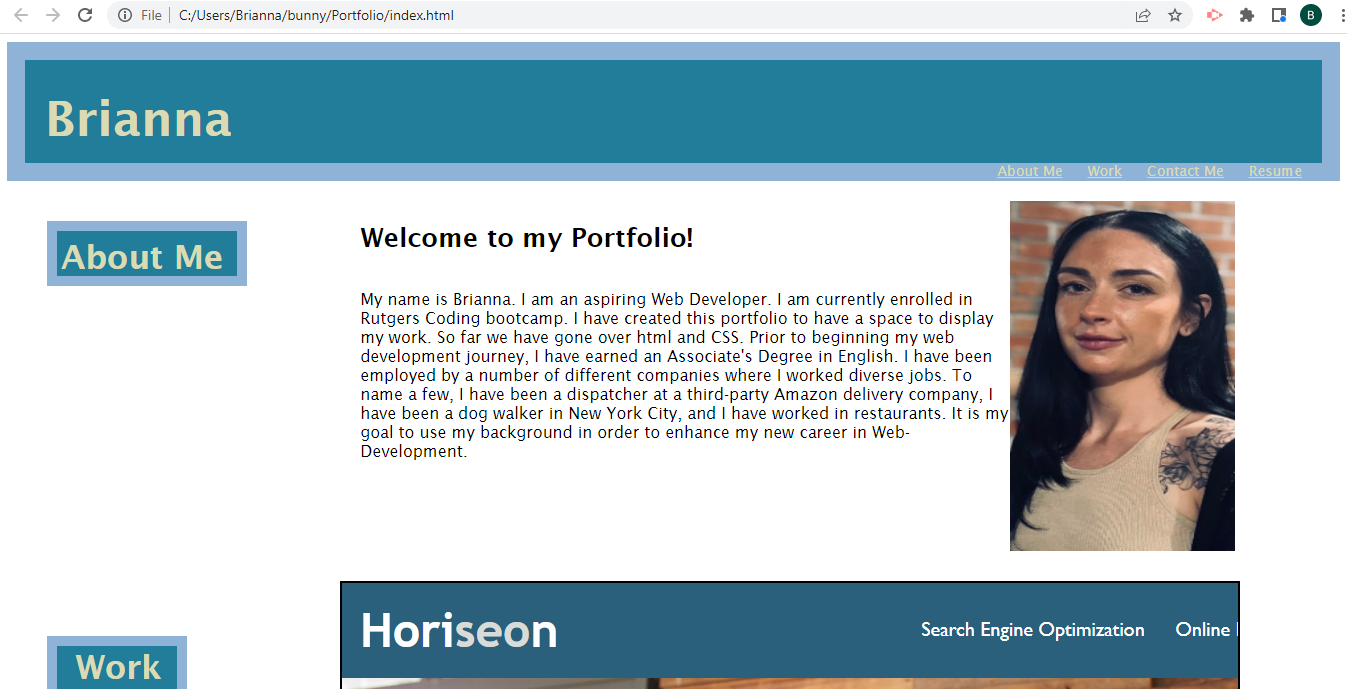 File C:/Users/Brianna/bunny/Portfolio/index.html
B
Brianna
About Me Work Contact Me Resume
About Me
Welcome to my Portfolio!
My name is Brianna. I am an aspiring Web Developer. I am currently enrolled in
Rutgers Coding bootcamp. I have created this portfolio to have a space to display
my work. So far we have gone over html and CSS. Prior to beginning my web
development journey, I have earned an Associate's Degree in English. I have been
employed by a number of different companies where I worked diverse jobs. To
name a few, I have been a dispatcher at a third-party Amazon delivery company, I
have been a dog walker in New York City, and I have worked in restaurants. It is my
goal to use my background in order to enhance my new career in Web-
Development.
Horiseon
Search Engine Optimization Online
Work